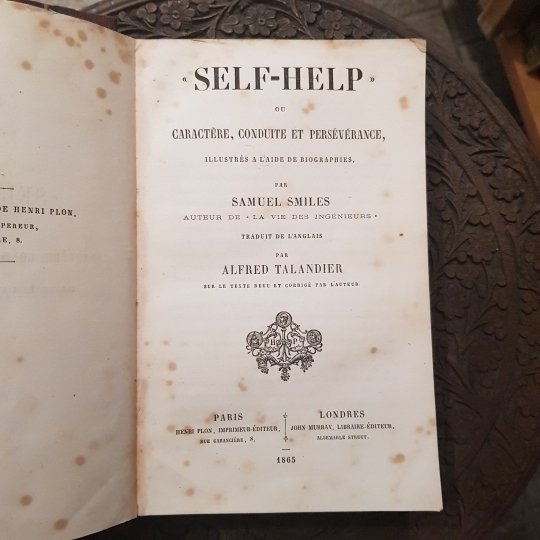 DE HENRI PLON,
PEREUR,
E, 8.
« SELF-HELP »
OU
CARACTÈRE, CONDUITE ET PERSÉVÉRANCE,
ILLUSTRÉS A L'AIDE DE BIOGRAPHIES,
PAR
SAMUEL SMILES
AUTEUR DE « LA VIE DES INGÉNIEURS »
TRADUIT DE L'ANGLAIS
PAR
ALFRED TALANDIER
SUR LE TEXTE REVU ET CORRIGÉ PAR L'AUTEUR
H P
PARIS
HENRI PLON, IMPRIMEUR-ÉDITEUR,
RUE GARANCIÈRE, 8.
LONDRES
JOHN MURRAY, LIBRAIRE-ÉDITEUR,
ALBEMARLE STREET.
1865